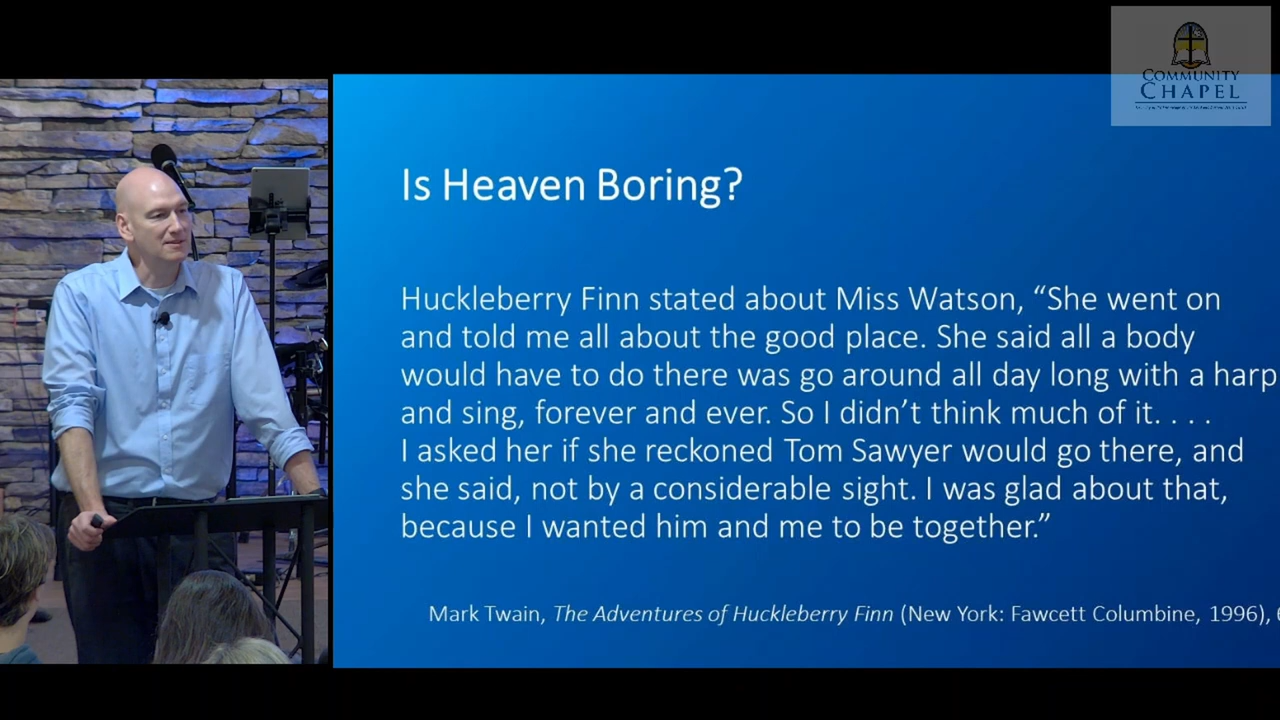 COMMUNITY
CHAPEL
Is Heaven Boring?
Huckleberry Finn stated about Miss Watson, “She went on
and told me all about the good place. She said all a body
would have to do there was go around all day long with a harp
and sing, forever and ever. So I didn’t think much of it. . . .
I asked her if she reckoned Tom Sawyer would go there, and
she said, not by a considerable sight. I was glad about that,
because I wanted him and me to be together.”
Mark Twain, The Adventures of Huckleberry Finn (New York: Fawcett Columbine, 1996),